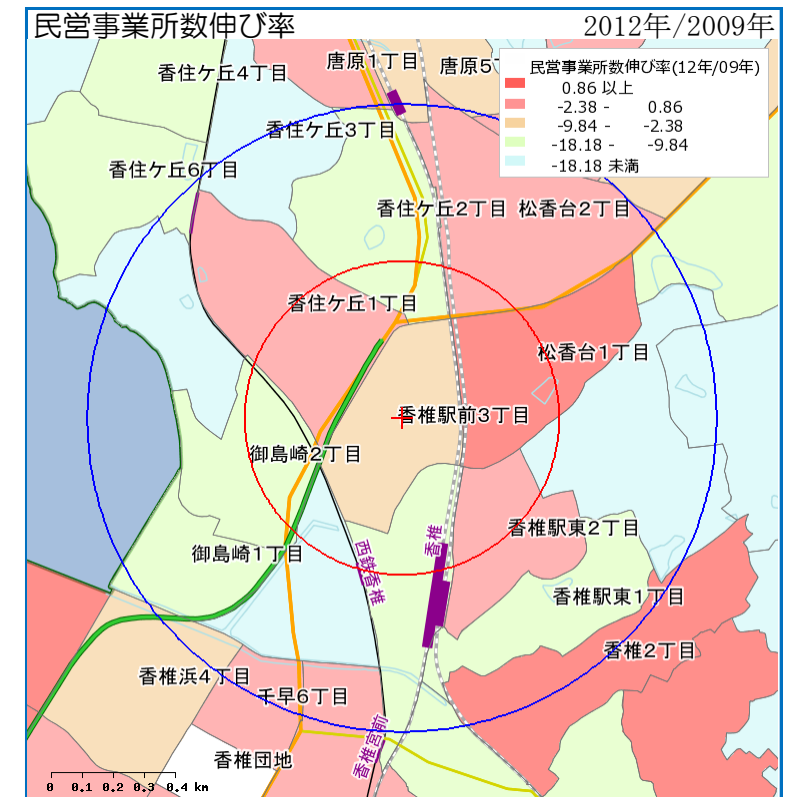 民営事業所数伸び率
2012年/2009年
民営事業所数伸び率(12年/09年)
0.86 以上
-2.38 - 0.86
-9.84 - -2.38
-18.18 - -9.84
-18.18 未満
唐原1丁目
唐原5
香住ケ丘4丁目
香住ケ丘3丁目
香住ケ丘6丁目
香住ケ丘2丁目
松香台2丁目
香住ケ丘1丁目
松香台1丁目
香椎駅前3丁目
御島崎2丁目
香椎駅東2丁目
香椎
御島崎1丁目
西鉄香椎
香椎駅東1丁目
香椎2丁目
香椎浜4丁目
千早6丁目
香椎宮前
香椎団地
0 0.1 0.2 0.3 0.4 km